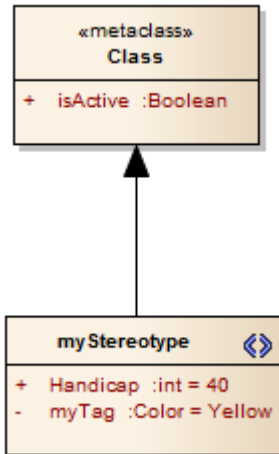 «metaclass»
Class
+ isActive :Boolean
myStereotype
+ Handicap :int = 40
- myTag :Color = Yellow